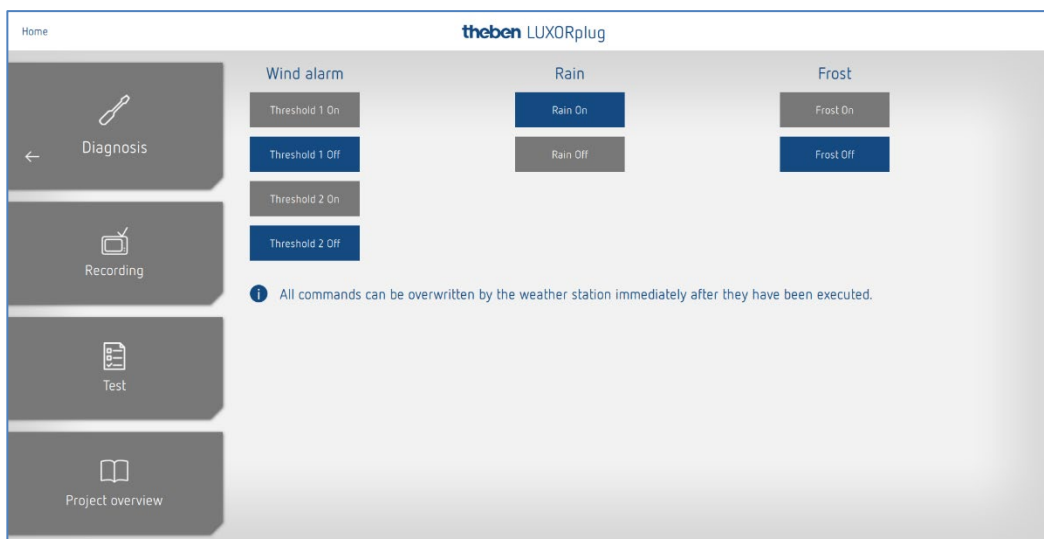 Home
theben LUXORplug
Diagnosis
Recording
Test
Project overview
Wind alarm
Threshold 1 On
Threshold 1 Off
Threshold 2 On
Threshold 2 Off
Rain
Rain On
Rain Off
Frost
Frost On
Frost Off
All commands can be overwritten by the weather station immediately after they have been executed.